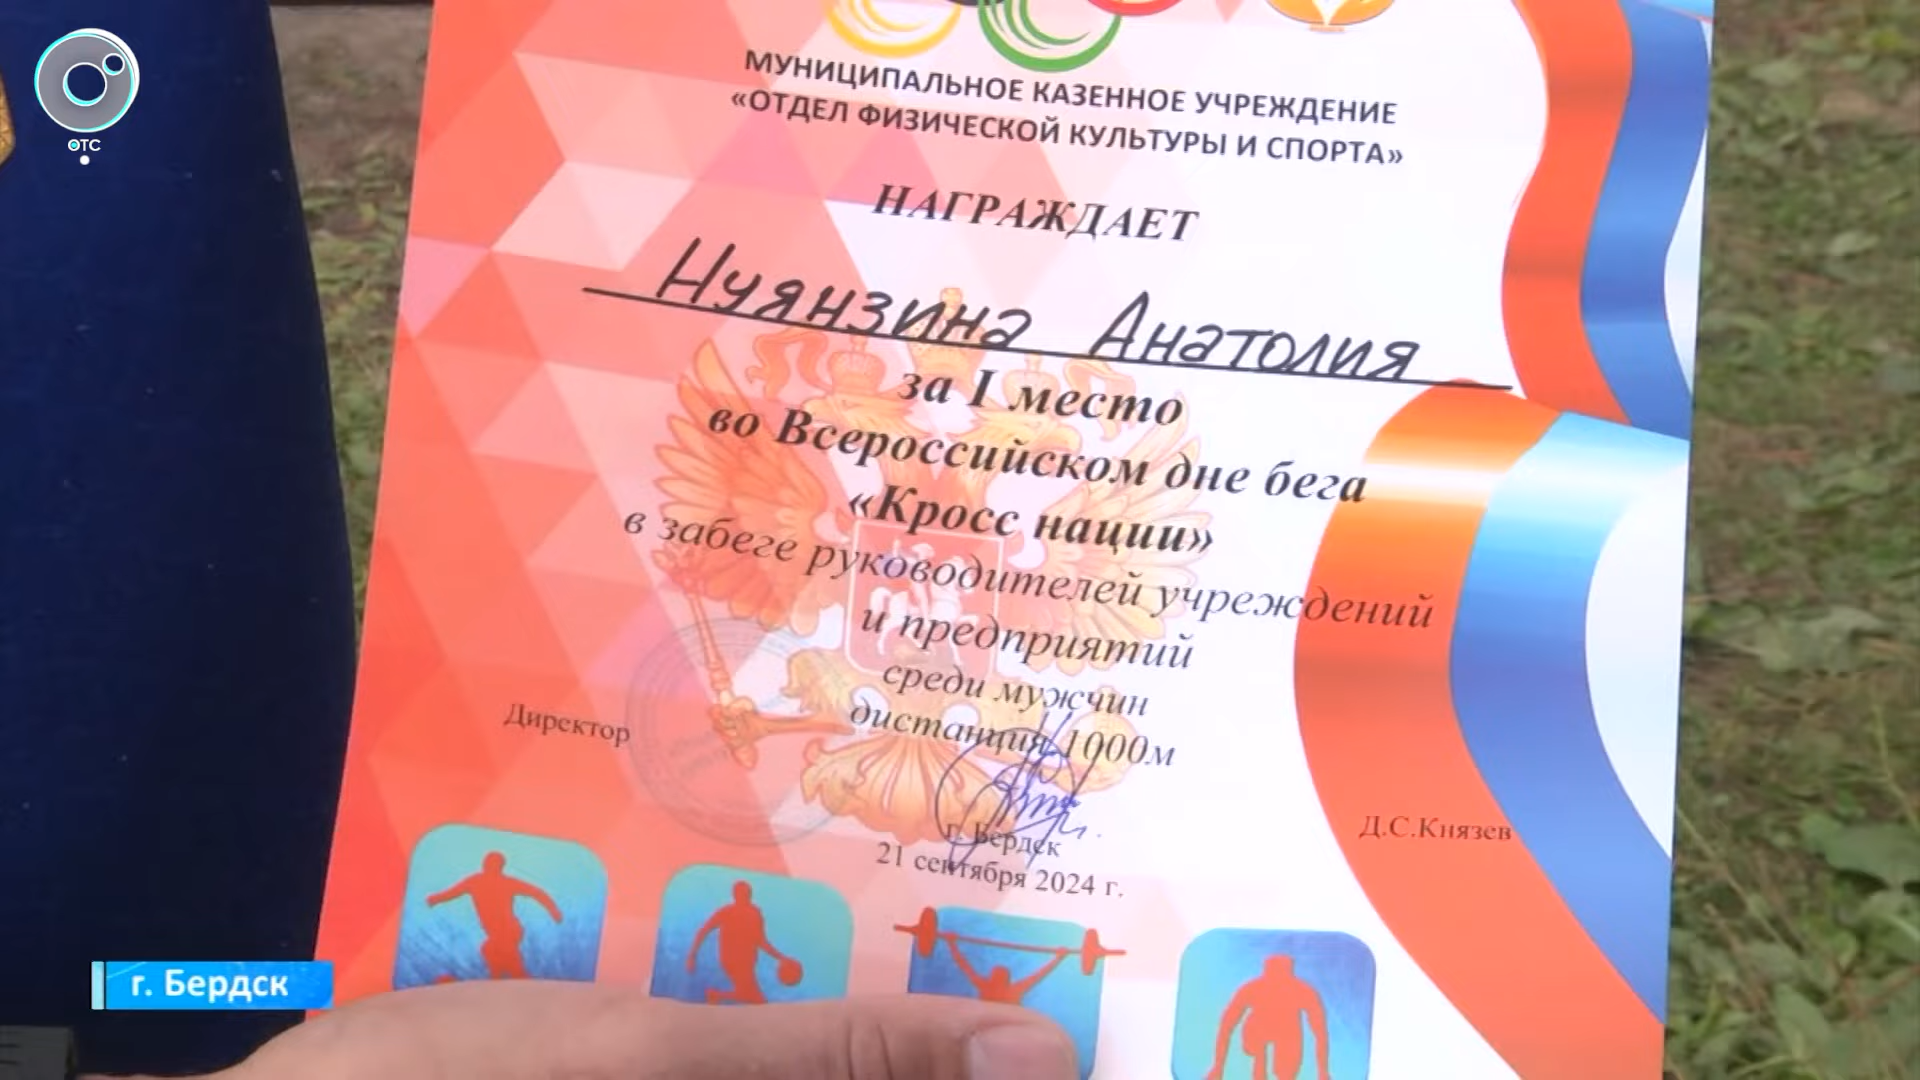 ОТС
МУНИЦИПАЛЬНОЕ КАЗЕННОЕ УЧРЕЖДЕНИЕ
«ОТДЕЛ ФИЗИЧЕСКОЙ КУЛЬТУРЫ И СПОРТА»
НАГРАЖДАЕТ
Нуянзина Анатолия
за I место
во Всероссийском дне бега
«Кросс нации»
в забеге руководителей учреждений
и предприятий
среди мужчин
дистанция 1000м
Директор
Д.С.Князев
г. Бердск
21 сентября 2024 г.
г. Бердск